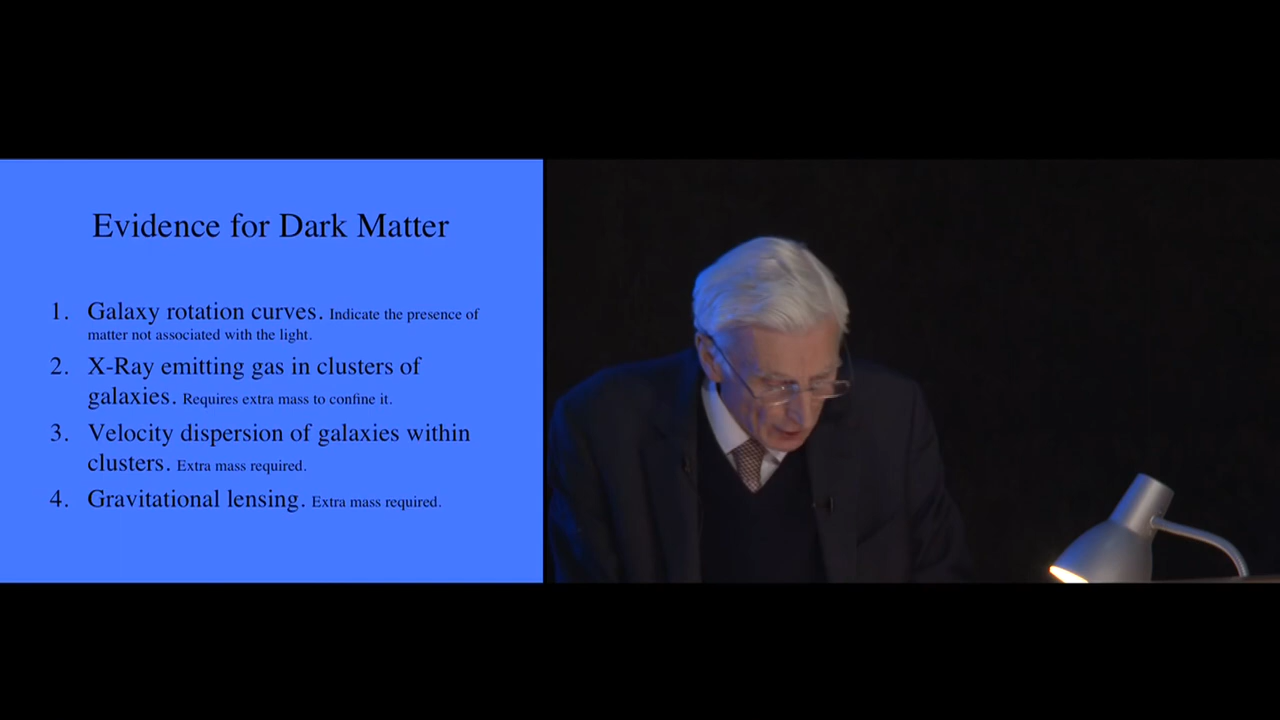 Evidence for Dark Matter
1. Galaxy rotation curves. Indicate the presence of
matter not associated with the light.
2. X-Ray emitting gas in clusters of
galaxies. Requires extra mass to confine it.
3. Velocity dispersion of galaxies within
clusters. Extra mass required.
4. Gravitational lensing. Extra mass required.